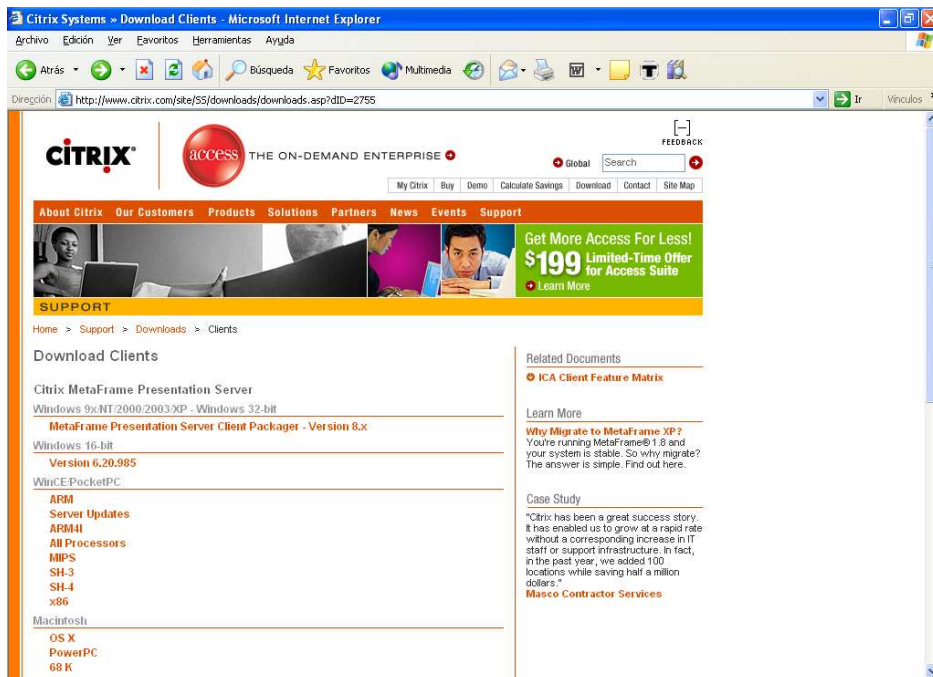 Citrix Systems » Download Clients - Microsoft Internet Explorer
Archivo Edición Ver Favoritos Herramientas Ayuda
Atrás Búsqueda Favoritos Multimedia
Dirección http://www.citrix.com/site/SS/downloads/downloads.asp?dID=2755 Ir Vínculos
[-]
FEEDBACK
CITRIX access THE ON-DEMAND ENTERPRISE
Global Search
My Citrix Buy Demo Calculate Savings Download Contact Site Map
About Citrix Our Customers Products Solutions Partners News Events Support
Get More Access For Less!
$199 Limited-Time Offer
for Access Suite
Learn More
SUPPORT
Home > Support > Downloads > Clients
Download Clients
Citrix MetaFrame Presentation Server
Windows 9x/NT/2000/2003/XP - Windows 32-bit
MetaFrame Presentation Server Client Packager - Version 8.x
Windows 16-bit
Version 6.20.985
WinCE/PocketPC
ARM
Server Updates
ARM4I
All Processors
MIPS
SH-3
SH-4
x86
Macintosh
OS X
PowerPC
68 K
Related Documents
ICA Client Feature Matrix
Learn More
Why Migrate to MetaFrame XP?
You're running MetaFrame® 1.8 and
your system is stable. So why migrate?
The answer is simple. Find out here.
Case Study
"Citrix has been a great success story.
It has enabled us to grow at a rapid rate
without a corresponding increase in IT
staff or support infrastructure. In fact,
in the past year, we added 100
locations while saving half a million
dollars."
Masco Contractor Services